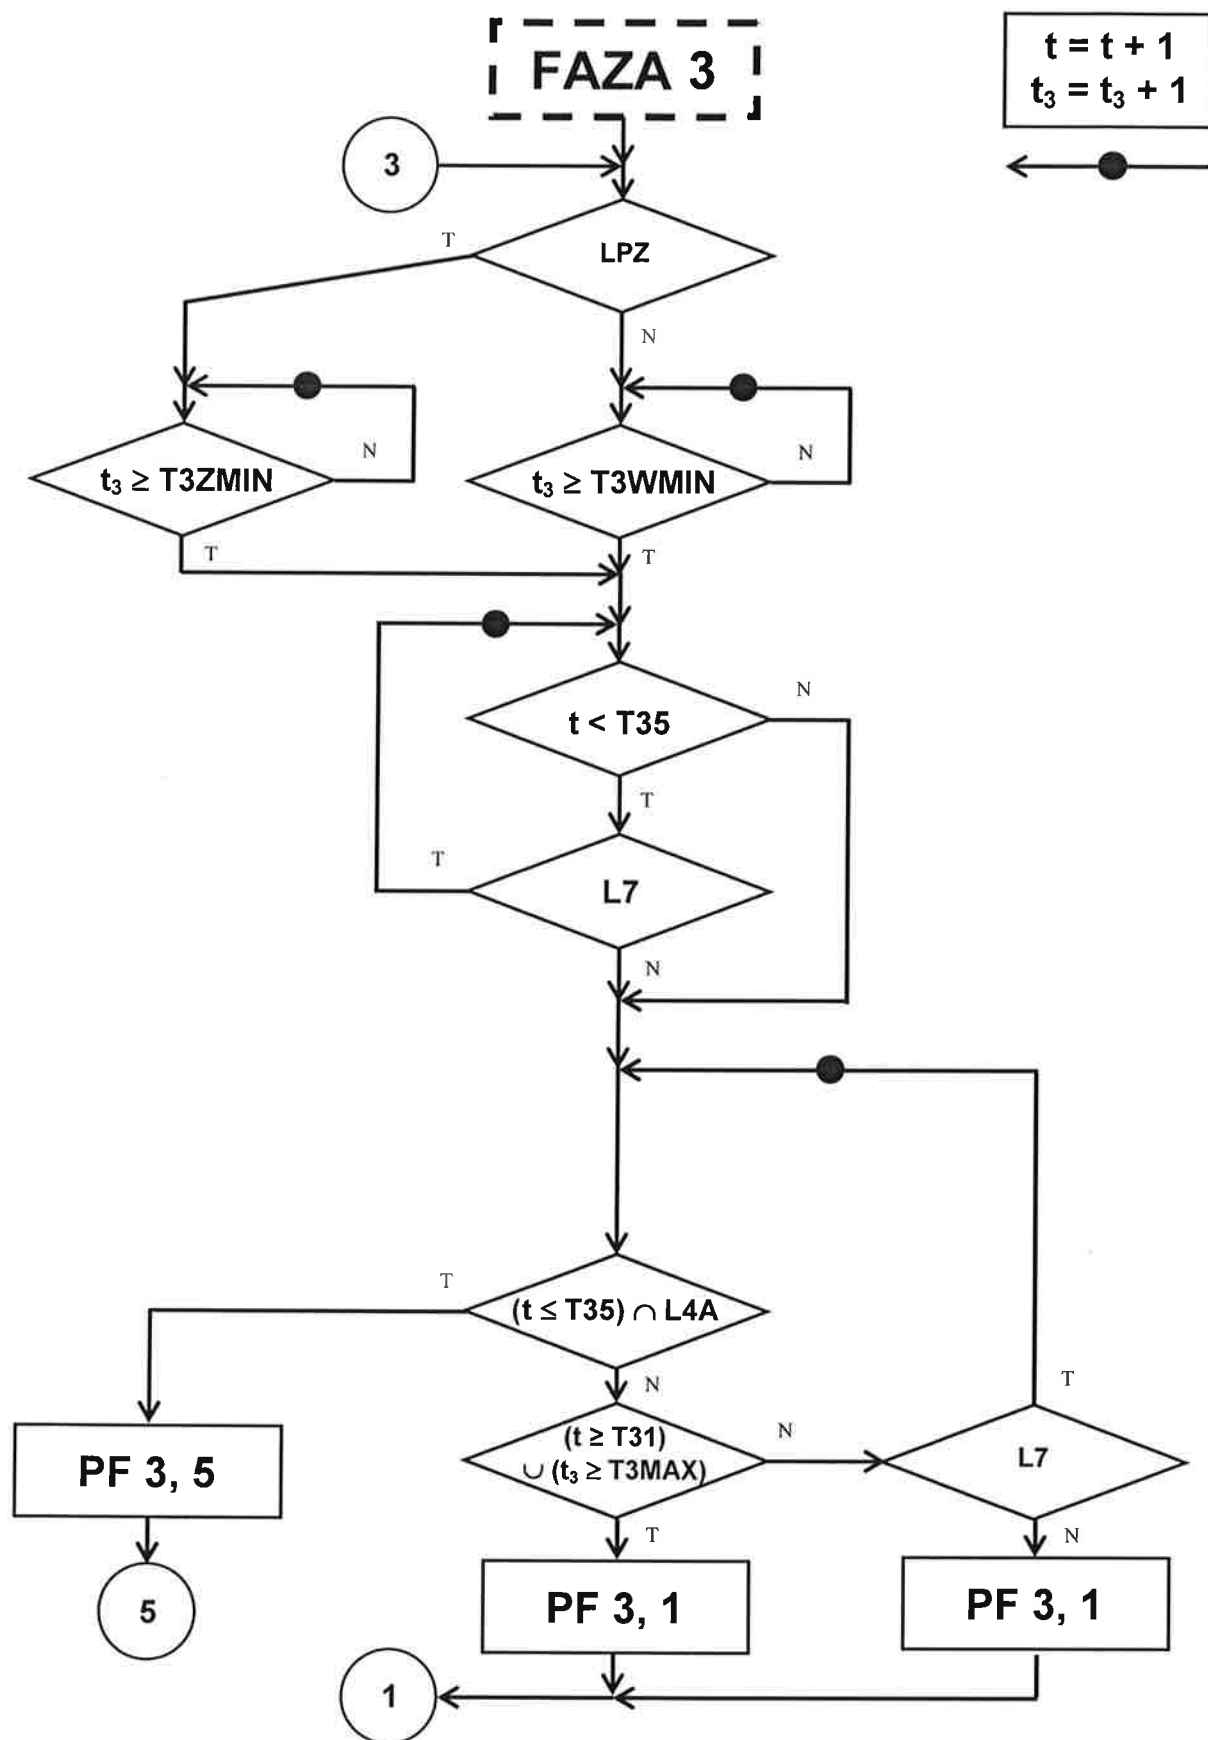 FAZA 3
t = t + 1
t₃ = t₃ + 1
3
T
LPZ
N
N
N
t₃ ≥ T3ZMIN
t₃ ≥ T3WMIN
T
T
N
t < T35
T
T
L7
N
T
(t ≤ T35) ∩ L4A
N
T
(t ≥ T31)
∪ (t₃ ≥ T3MAX)
N
L7
PF 3, 5
T
N
PF 3, 1
PF 3, 1
5
1